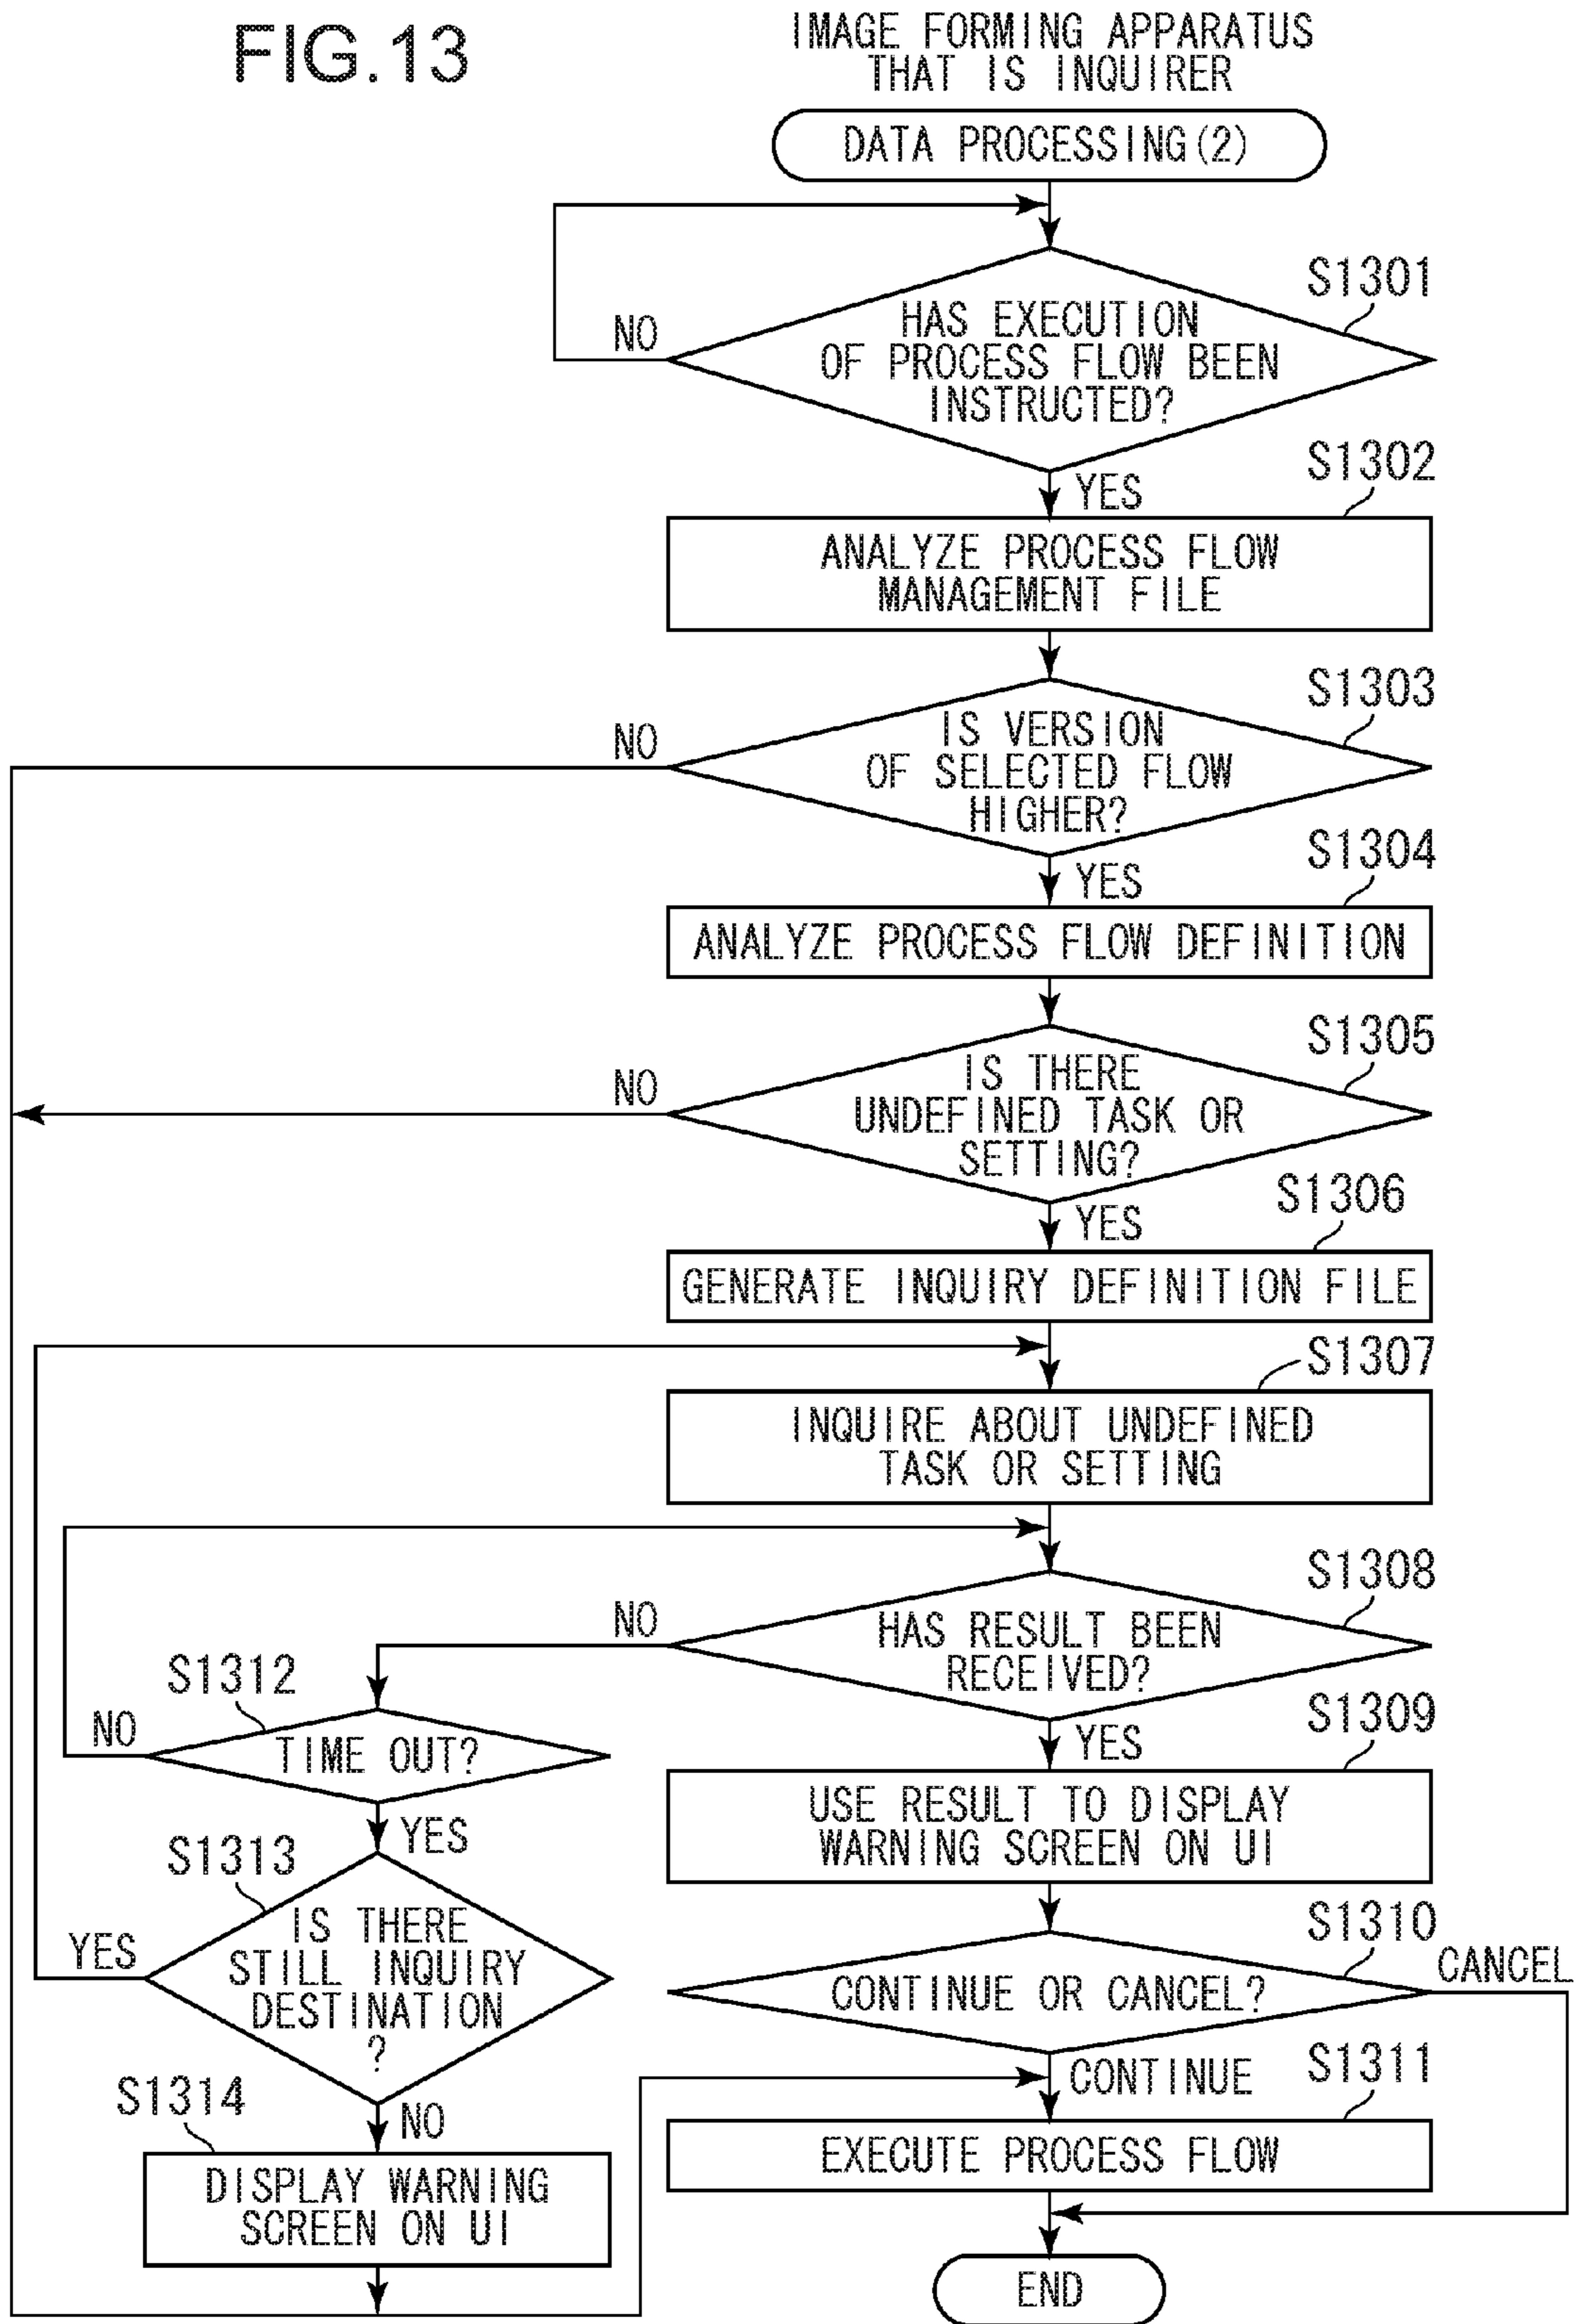 FIG.13
IMAGE FORMING APPARATUS
THAT IS INQUIRER
DATA PROCESSING(2)
S1301
HAS EXECUTION
OF PROCESS FLOW BEEN
INSTRUCTED?
NO
YES
S1302
ANALYZE PROCESS FLOW
MANAGEMENT FILE
S1303
IS VERSION
OF SELECTED FLOW
HIGHER?
NO
YES
S1304
ANALYZE PROCESS FLOW DEFINITION
S1305
IS THERE
UNDEFINED TASK OR
SETTING?
NO
YES
S1306
GENERATE INQUIRY DEFINITION FILE
S1307
INQUIRE ABOUT UNDEFINED
TASK OR SETTING
S1308
HAS RESULT BEEN
RECEIVED?
NO
YES
S1309
USE RESULT TO DISPLAY
WARNING SCREEN ON UI
S1310
CONTINUE OR CANCEL?
CANCEL
CONTINUE
S1311
EXECUTE PROCESS FLOW
S1312
TIME OUT?
NO
YES
S1313
IS THERE
STILL INQUIRY
DESTINATION
?
YES
NO
S1314
DISPLAY WARNING
SCREEN ON UI
END